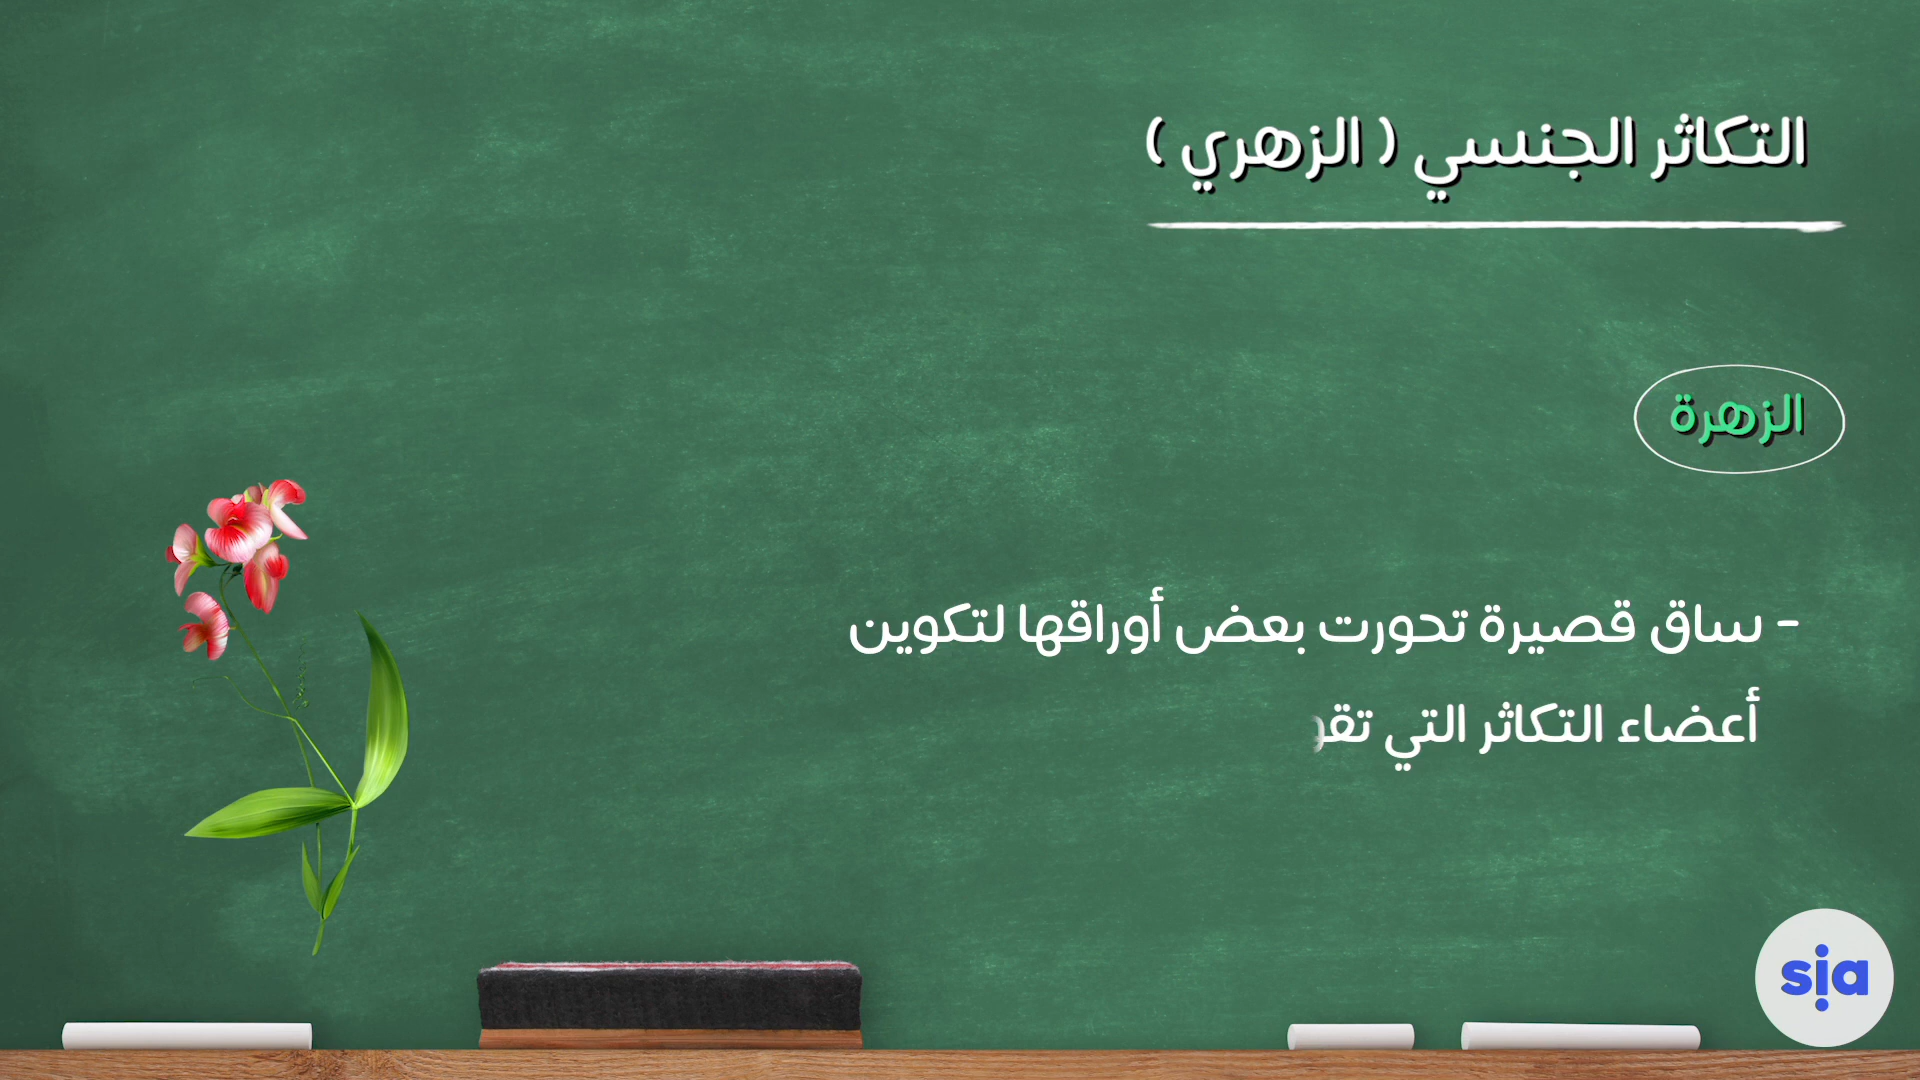 التكاثر الجنسي ( الزهري )
الزهرة
- ساق قصيرة تحورت بعض أوراقها لتكوين
أعضاء التكاثر التي
sia